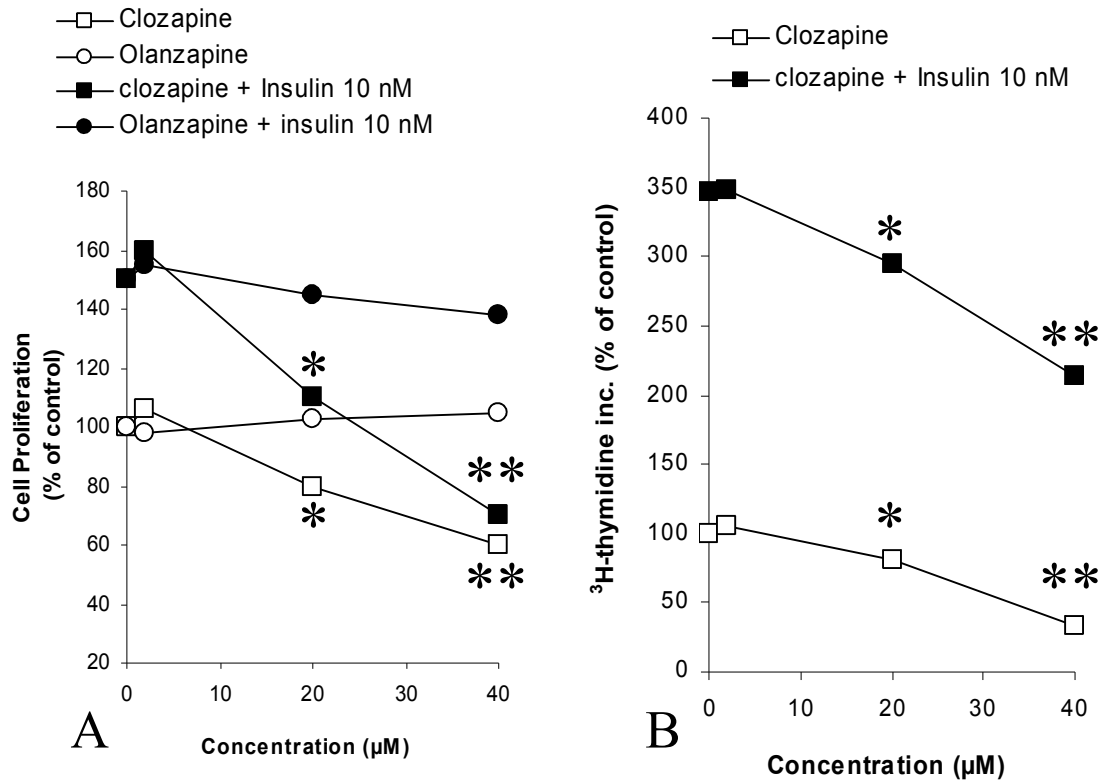 Clozapine
Olanzapine
clozapine + Insulin 10 nM
Olanzapine + insulin 10 nM
180
160
140
120
100
80
60
40
20
Cell Proliferation
(% of control)
*
*
**
**
0
10
20
30
40
A
Concentration (µM)
Clozapine
clozapine + Insulin 10 nM
400
350
300
250
200
150
100
50
0
³H-thymidine inc. (% of control)
*
**
*
**
0
10
20
30
40
B
Concentration (µM)